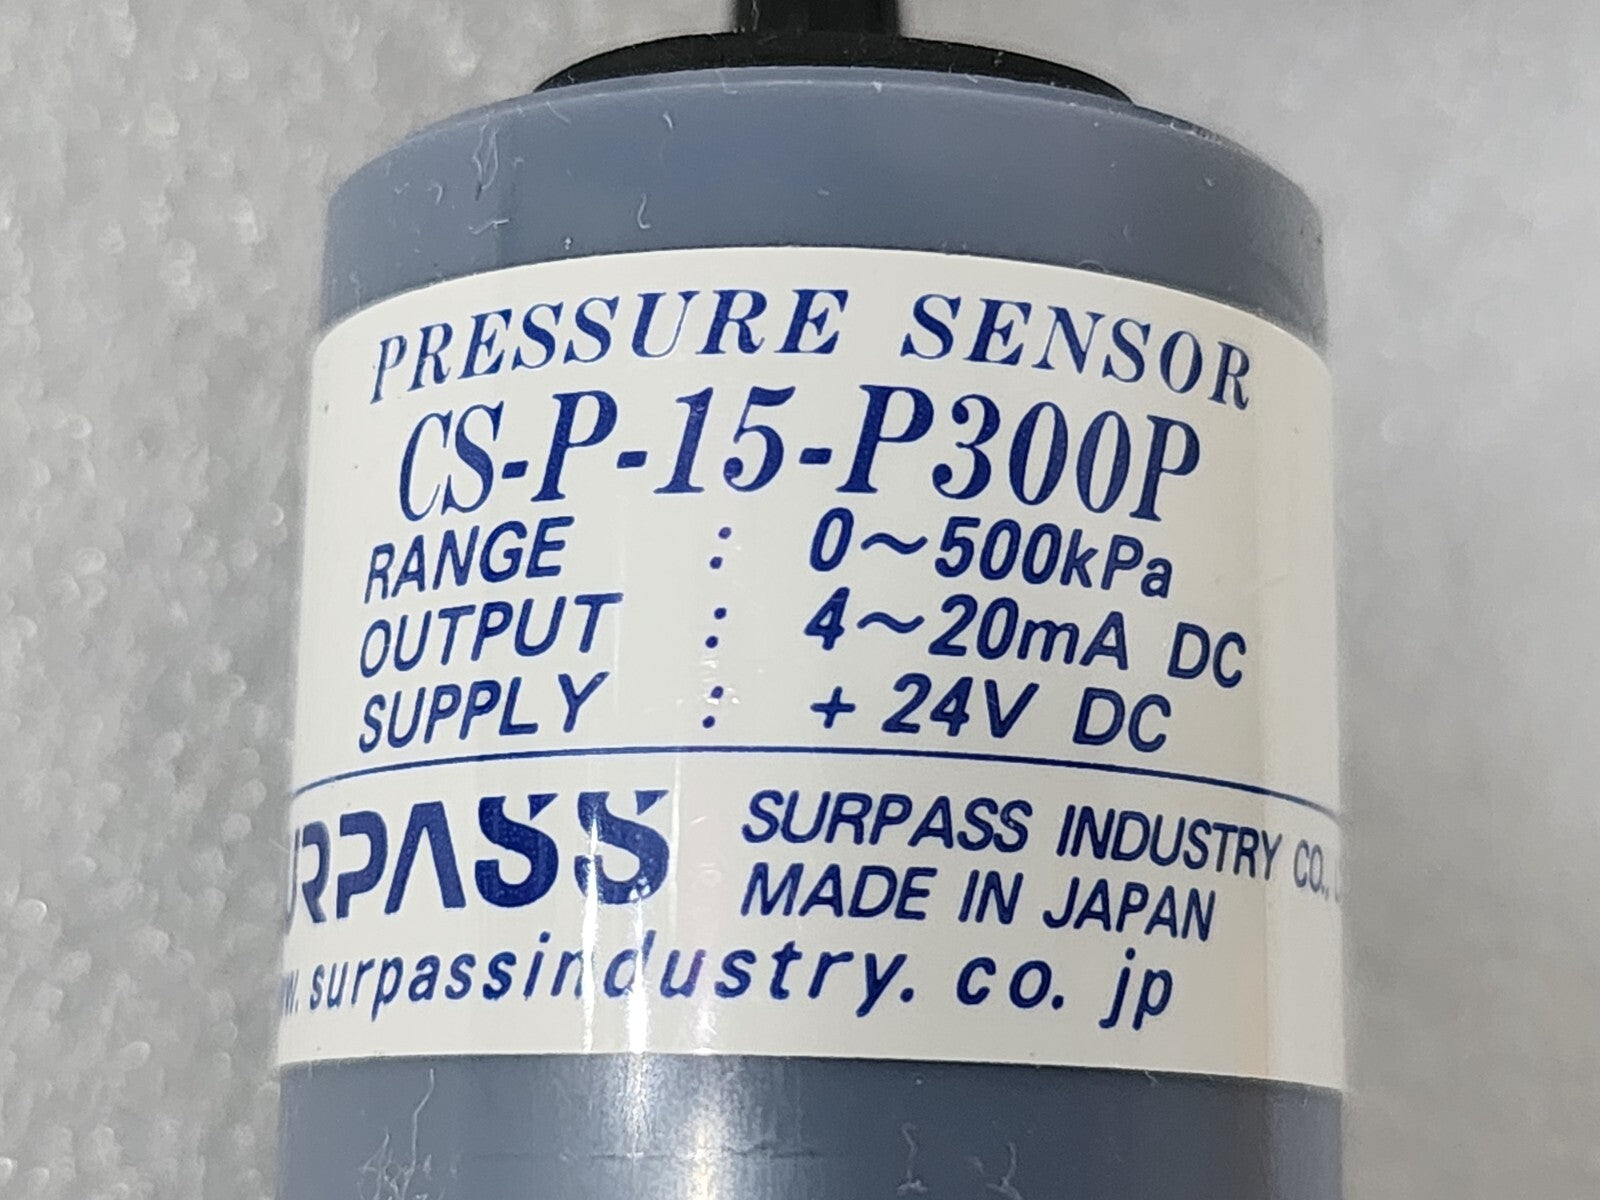 PRESSURE SENSOR
CS-P-15-P300P
RANGE : 0~500kPa
OUTPUT : 4~20mA DC
SUPPLY : + 24V DC
URPASS SURPASS INDUSTRY CO.,
MADE IN JAPAN
w.surpassindustry.co.jp